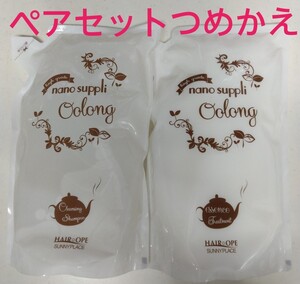 ペアセットつめかえ
nano suppli
Oolong
Cleansing
Shampoo
HAIR OPE
SUNNYPLACE
nano suppli
Oolong
Essence
Treatment
HAIR OPE
SUNNYPLACE